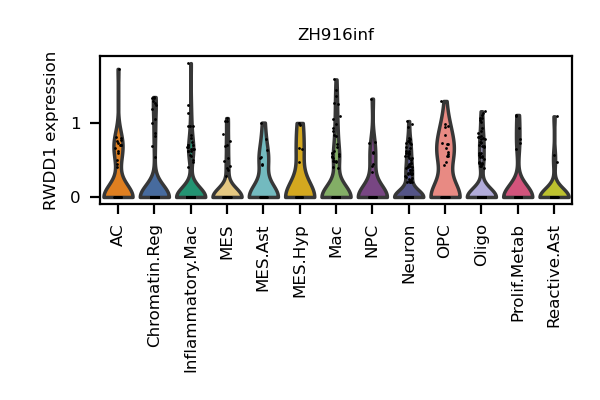 ZH916inf
RWDD1 expression
1
0
AC
Chromatin.Reg
Inflammatory.Mac
MES
MES.Ast
MES.Hyp
Mac
NPC
Neuron
OPC
Oligo
Prolif.Metab
Reactive.Ast